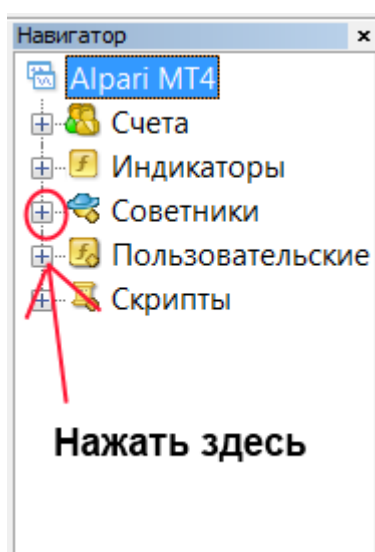 Навигатор
Alpari MT4
Счета
Индикаторы
Советники
Пользовательские
Скрипты
Нажать здесь